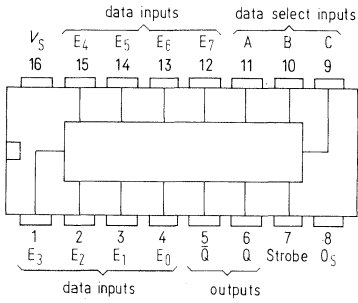 data inputs data select inputs
V_S E_4 E_5 E_6 E_7 A B C
16 15 14 13 12 11 10 9
1 2 3 4 5 6 7 8
E_3 E_2 E_1 E_0 Q̅ Q Strobe O_S
data inputs outputs